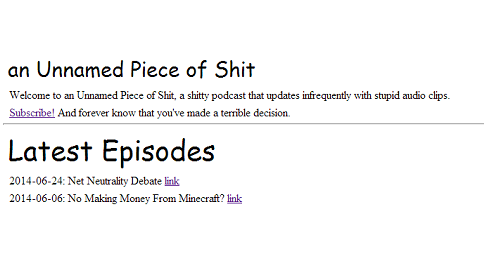 an Unnamed Piece of Shit
Welcome to an Unnamed Piece of Shit, a shitty podcast that updates infrequently with stupid audio clips.
Subscribe! And forever know that you've made a terrible decision.
Latest Episodes
2014-06-24: Net Neutrality Debate link
2014-06-06: No Making Money From Minecraft? link